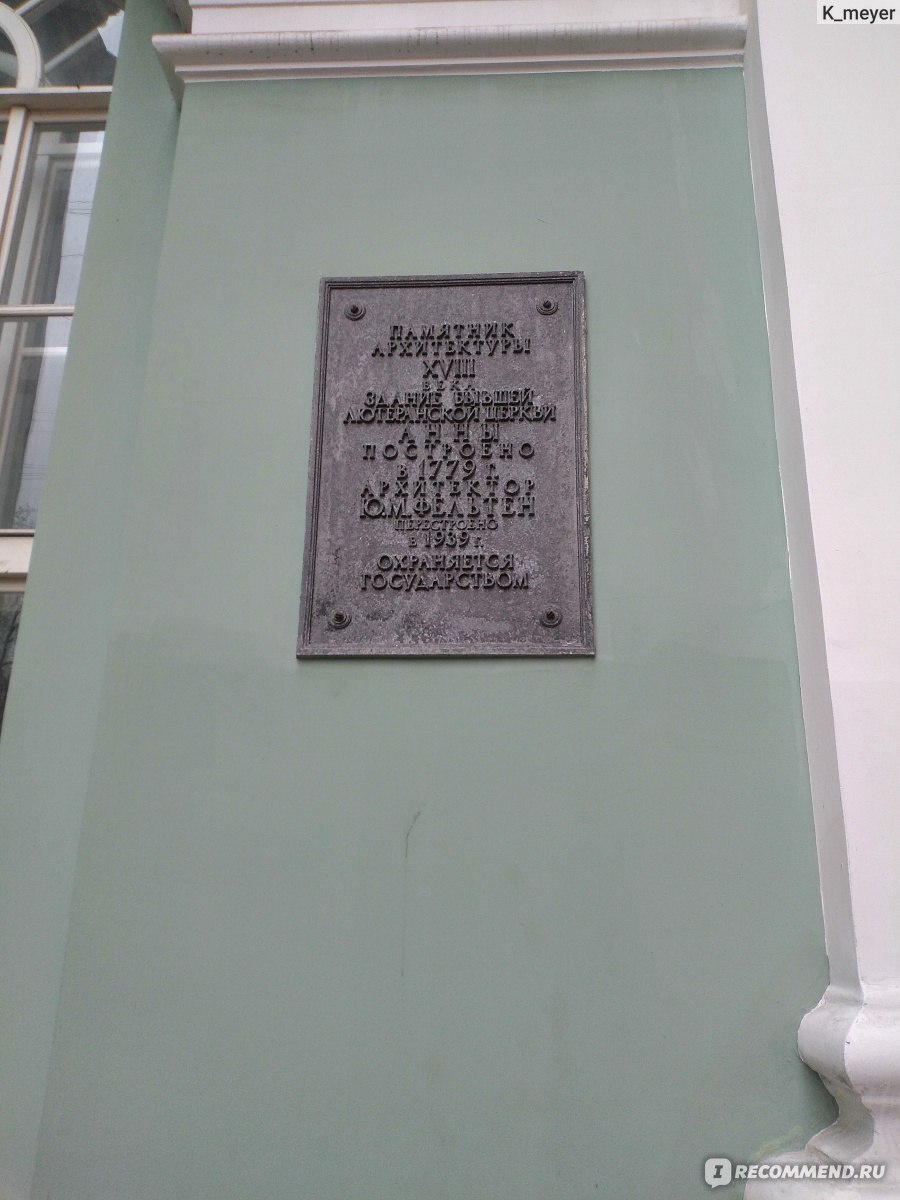 K_meyer
ПАМЯТНИК
АРХИТЕКТУРЫ
XVIII
ВЕКА
ЗДАНИЕ БЫВШЕЙ
ЛЮТЕРАНСКОЙ ЦЕРКВИ
АННЫ
ПОСТРОЕНО
В 1779 Г.
АРХИТЕКТОР
Ю.М.ФЕЛЬТЕН
ПЕРЕСТРОЕНО
В 1939 Г.
ОХРАНЯЕТСЯ
ГОСУДАРСТВОМ
IRECOMMEND.RU